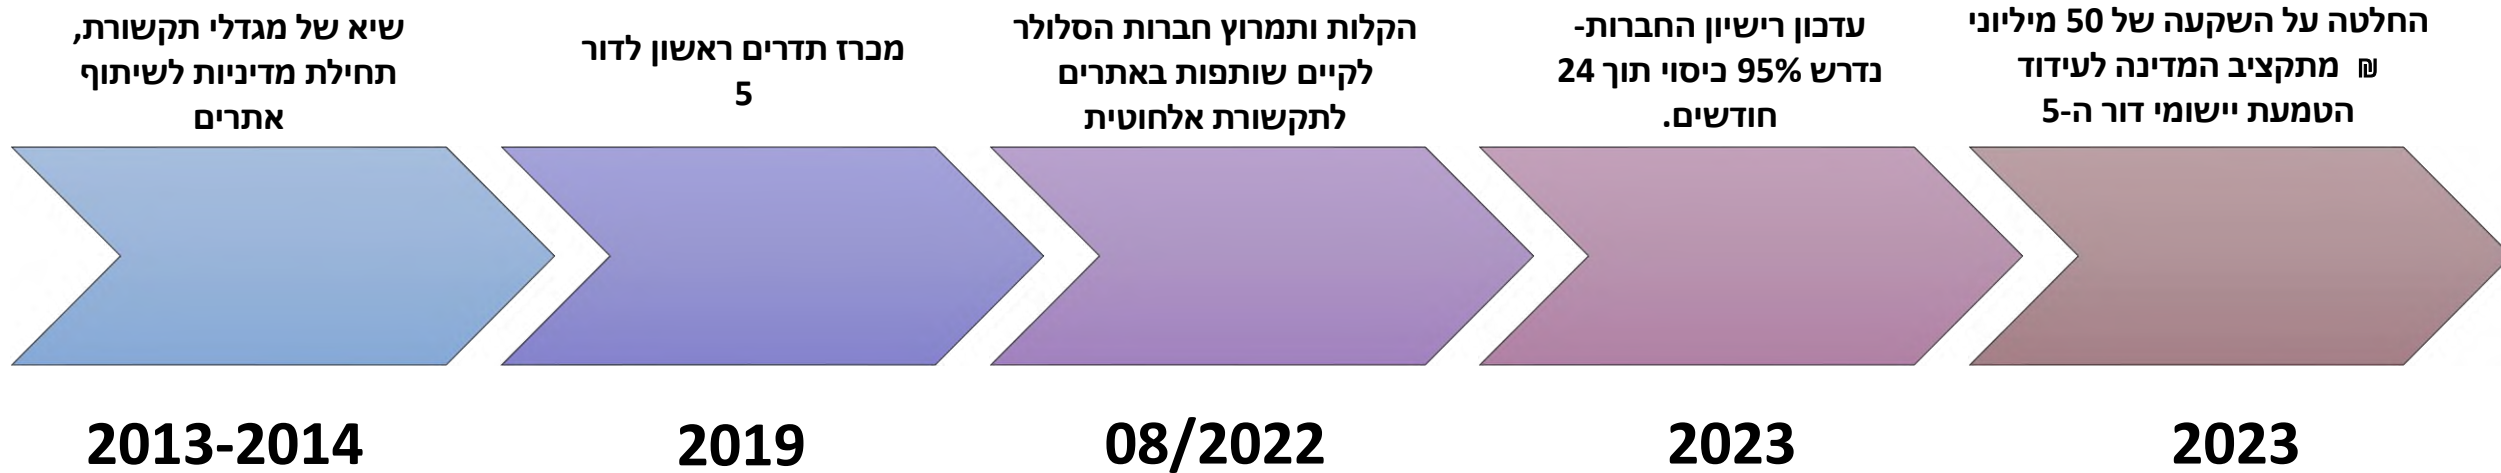 שיא של מגדלי תקשורת,
תחילת מדיניות לשיתוף
אתרים
מכרז תדרים ראשון לדור
5
הקלות ותמרוץ חברות הסלולר
לקיים שותפות באתרים
לתקשורת אלחוטית
עדכון רישיון החברות-
נדרש 95% כיסוי תוך 24
חודשים.
החלטה על השקעה של 50 מיליוני
₪ מתקציב המדינה לעידוד
הטמעת יישומי דור ה-5
2013-2014
2019
08/2022
2023
2023